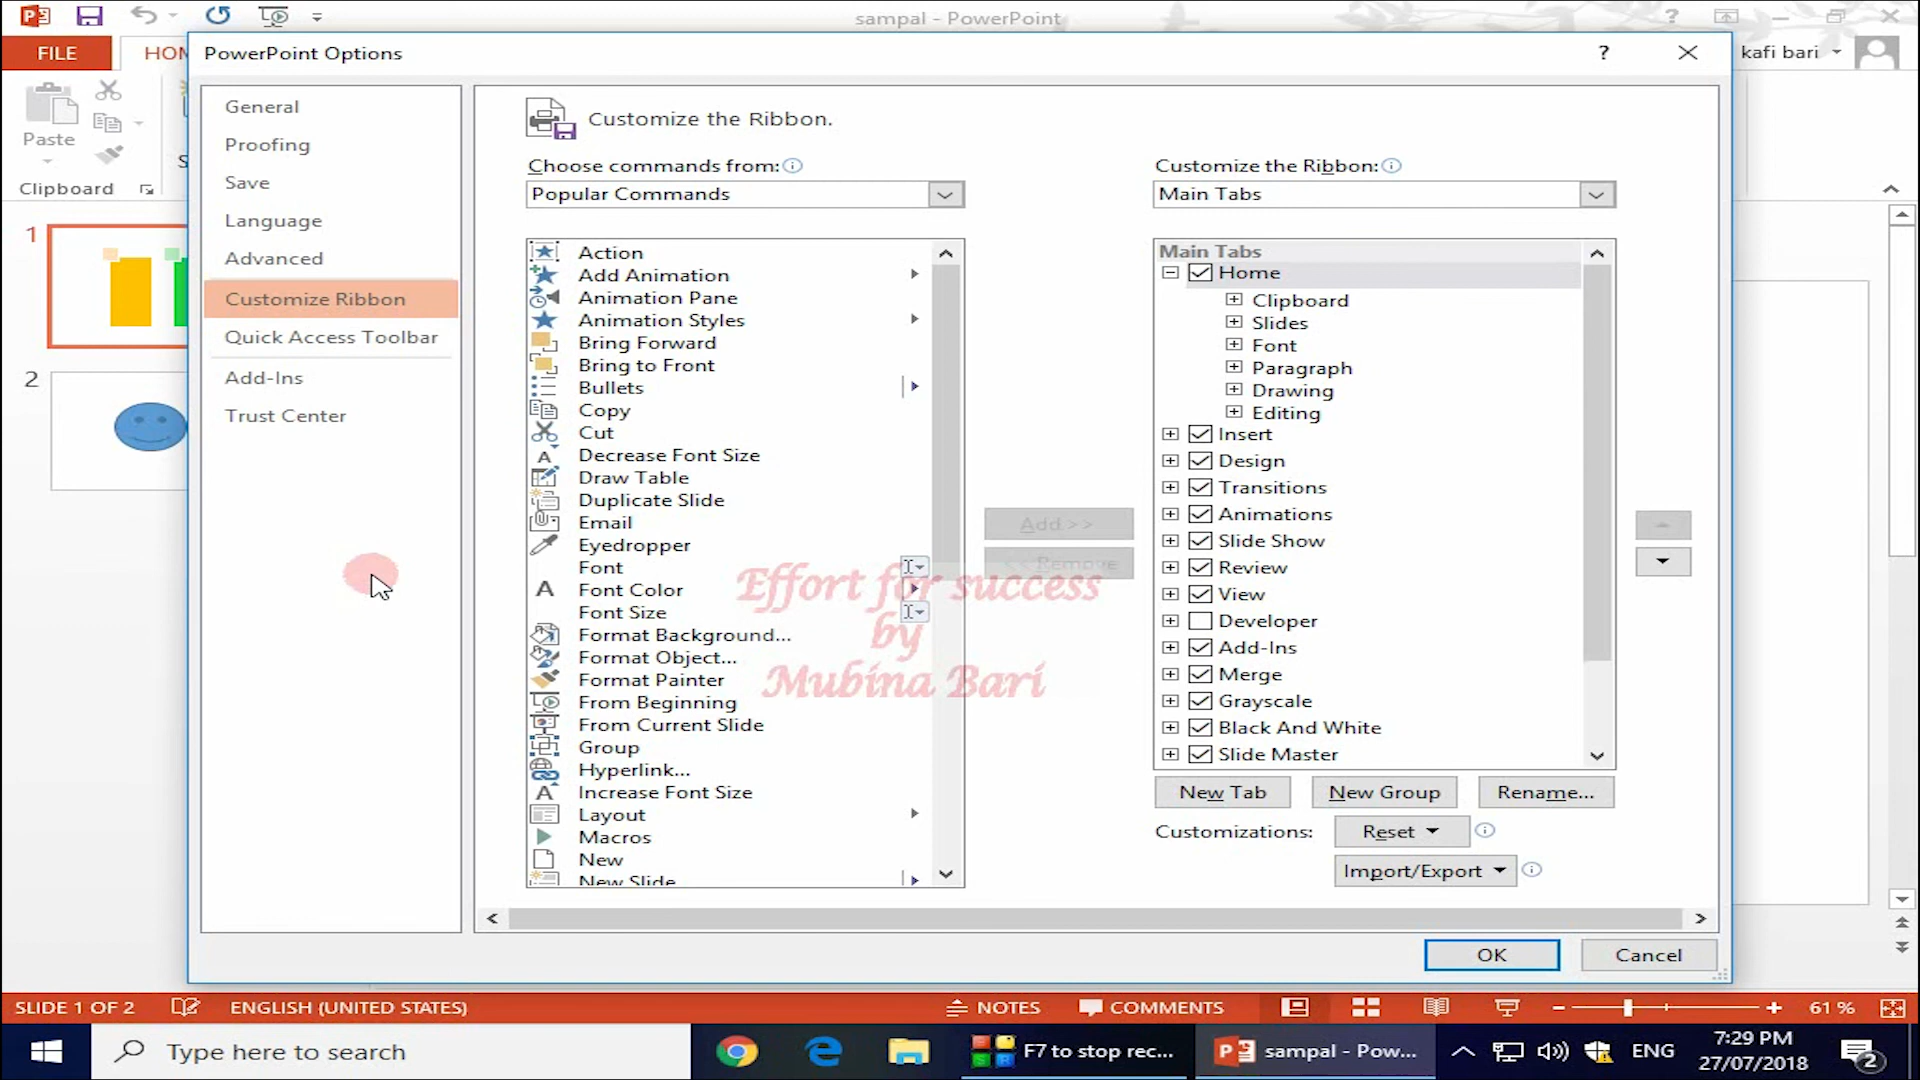 sampal - PowerPoint
FILE
HOM
PowerPoint Options
kafi bari
Paste
S
Clipboard
General
Proofing
Save
Language
Advanced
Customize Ribbon
Quick Access Toolbar
Add-Ins
Trust Center
Customize the Ribbon.
Choose commands from:
Popular Commands
Action
Add Animation
Animation Pane
Animation Styles
Bring Forward
Bring to Front
Bullets
Copy
Cut
Decrease Font Size
Draw Table
Duplicate Slide
Email
Eyedropper
Font
Font Color
Font Size
Format Background...
Format Object...
Format Painter
From Beginning
From Current Slide
Group
Hyperlink...
Increase Font Size
Layout
Macros
New
New Slide
Add >>
<< Remove
Customize the Ribbon:
Main Tabs
Main Tabs
Home
Clipboard
Slides
Font
Paragraph
Drawing
Editing
Insert
Design
Transitions
Animations
Slide Show
Review
View
Developer
Add-Ins
Merge
Grayscale
Black And White
Slide Master
New Tab
New Group
Rename...
Customizations:
Reset
Import/Export
OK
Cancel
Effort for success
by
Mubina Bari
1
2
SLIDE 1 OF 2
ENGLISH (UNITED STATES)
NOTES
COMMENTS
61 %
Type here to search
F7 to stop rec...
sampal - Pow...
ENG
7:29 PM
27/07/2018
2